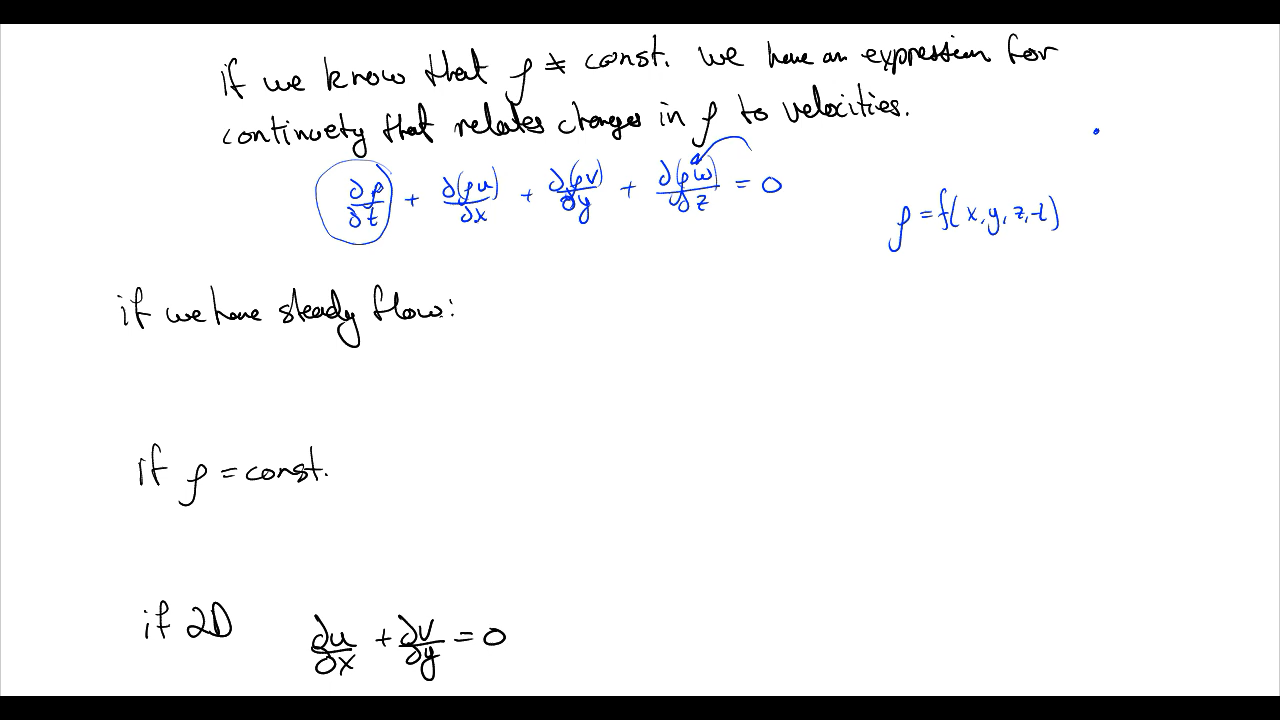 if we know that ρ ≠ const. we have an expression for
continuety that relates changes in ρ to velocities.
∂ρ/∂t + ∂(ρu)/∂x + ∂(ρv)/∂y + ∂(ρw)/∂z = 0
ρ = f(x, y, z, t)
if we have steady flow:
if ρ = const.
if 2D ∂u/∂x + ∂v/∂y = 0